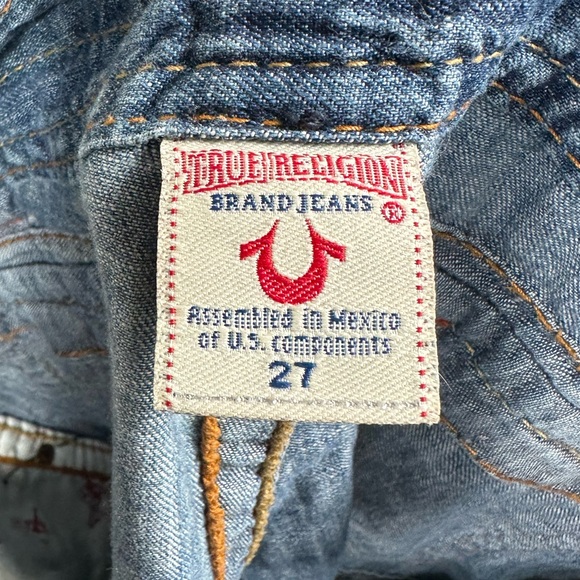 TRUE RELIGION
BRAND JEANS ®
Assembled in Mexico
of U.S. components
27